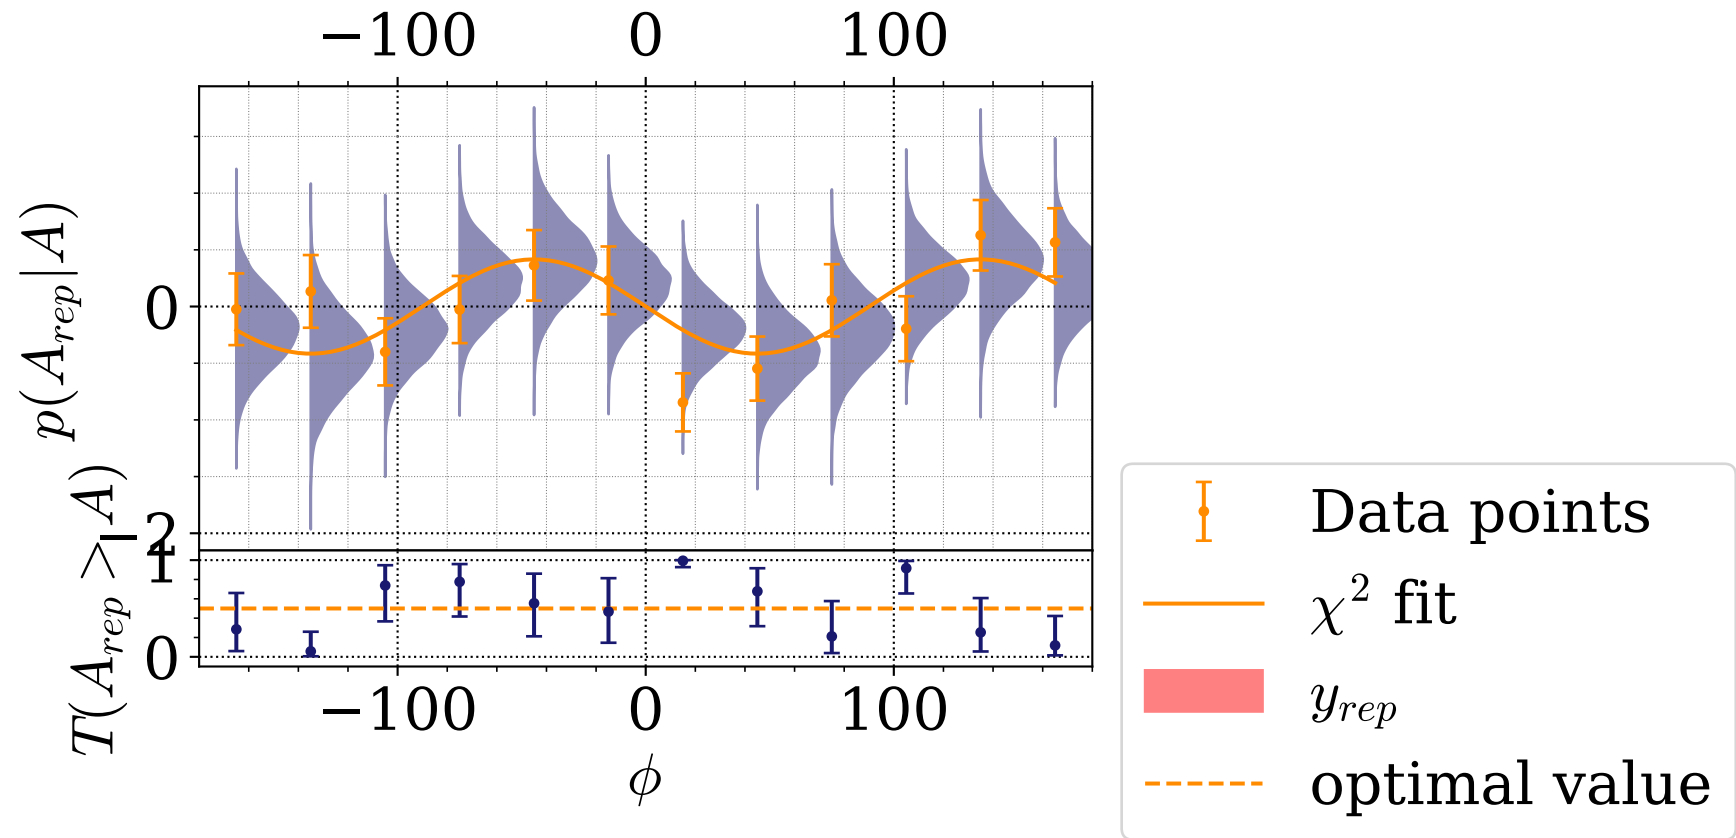 −100 0 100
p(A_rep|A)
0
−2
T(A_rep > A)
1
0
−100 0 100
ϕ
Data points
χ² fit
y_rep
optimal value